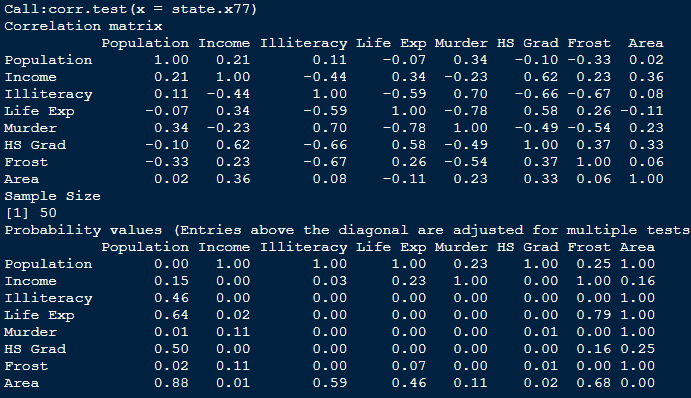 Call:corr.test(x = state.x77)
Correlation matrix
Population Income Illiteracy Life Exp Murder HS Grad Frost Area
Population 1.00 0.21 0.11 -0.07 0.34 -0.10 -0.33 0.02
Income 0.21 1.00 -0.44 0.34 -0.23 0.62 0.23 0.36
Illiteracy 0.11 -0.44 1.00 -0.59 0.70 -0.66 -0.67 0.08
Life Exp -0.07 0.34 -0.59 1.00 -0.78 0.58 0.26 -0.11
Murder 0.34 -0.23 0.70 -0.78 1.00 -0.49 -0.54 0.23
HS Grad -0.10 0.62 -0.66 0.58 -0.49 1.00 0.37 0.33
Frost -0.33 0.23 -0.67 0.26 -0.54 0.37 1.00 0.06
Area 0.02 0.36 0.08 -0.11 0.23 0.33 0.06 1.00
Sample Size
[1] 50
Probability values (Entries above the diagonal are adjusted for multiple tests
Population Income Illiteracy Life Exp Murder HS Grad Frost Area
Population 0.00 1.00 1.00 1.00 0.23 1.00 0.25 1.00
Income 0.15 0.00 0.03 0.23 1.00 0.00 1.00 0.16
Illiteracy 0.46 0.00 0.00 0.00 0.00 0.00 0.00 1.00
Life Exp 0.64 0.02 0.00 0.00 0.00 0.00 0.79 1.00
Murder 0.01 0.11 0.00 0.00 0.00 0.01 0.00 1.00
HS Grad 0.50 0.00 0.00 0.00 0.00 0.00 0.16 0.25
Frost 0.02 0.11 0.00 0.07 0.00 0.01 0.00 1.00
Area 0.88 0.01 0.59 0.46 0.11 0.02 0.68 0.00